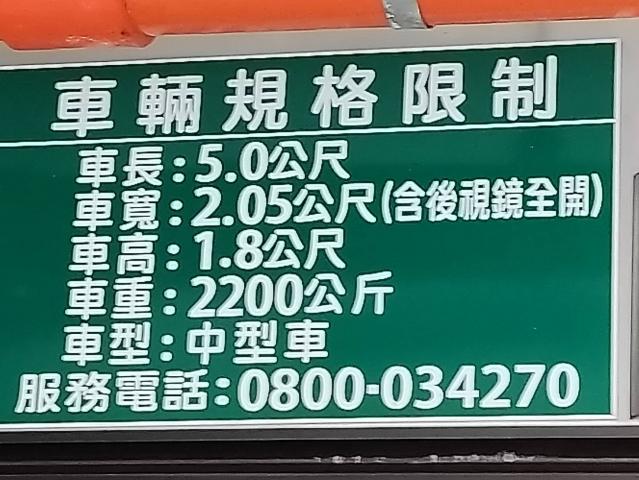 車輛規格限制
車長:5.0公尺
車寬:2.05公尺(含後視鏡全開)
車高:1.8公尺
車重:2200公斤
車型:中型車
服務電話:0800-034270